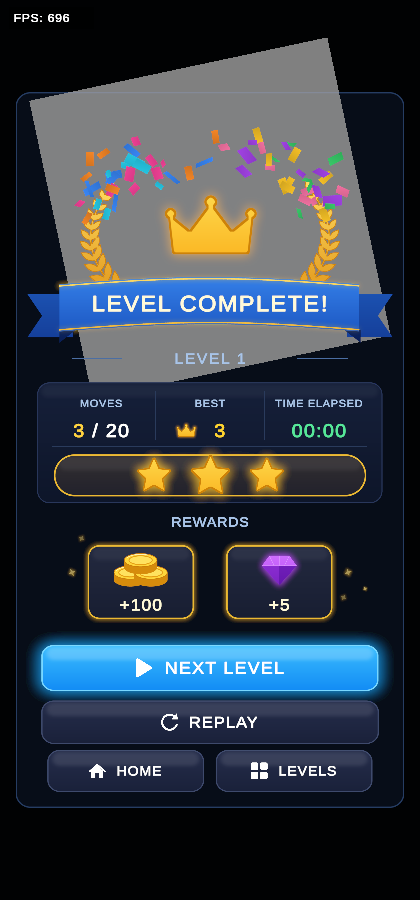 FPS: 696
LEVEL COMPLETE!
LEVEL 1
MOVES BEST TIME ELAPSED
3 / 20 3 00:00
REWARDS
+100 +5
NEXT LEVEL
REPLAY
HOME LEVELS